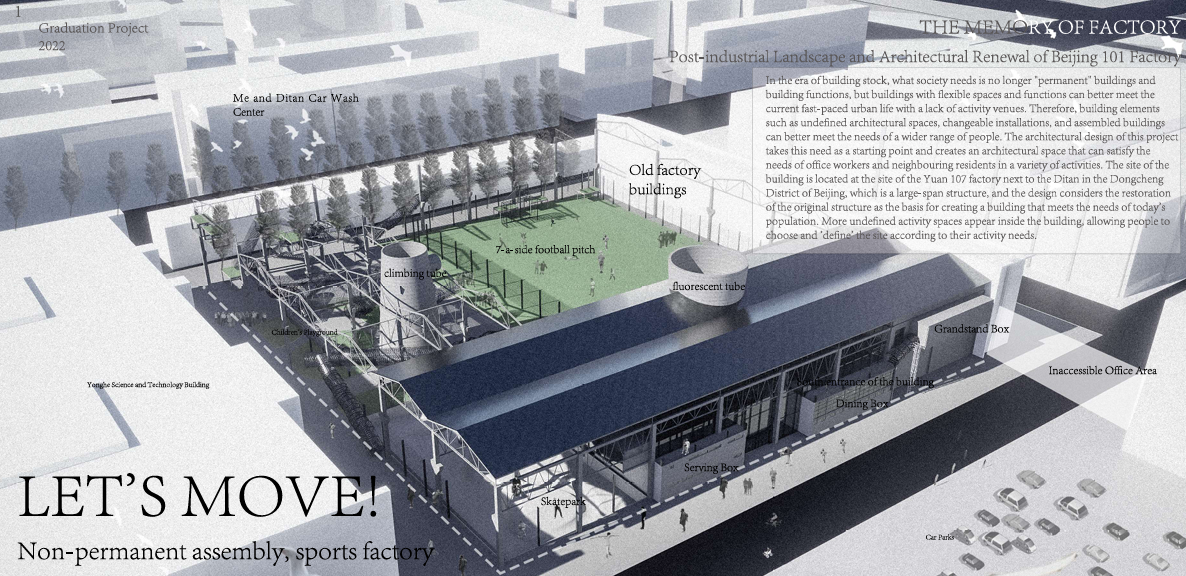 1
Graduation Project
2022
THE MEMORY OF FACTORY
Post-industrial Landscape and Architectural Renewal of Beijing 101 Factory
In the era of building stock, what society needs is no longer "permanent" buildings and
building functions, but buildings with flexible spaces and functions can better meet the
current fast-paced urban life with a lack of activity venues. Therefore, building elements
such as undefined architectural spaces, changeable installations, and assembled buildings
can better meet the needs of a wider range of people. The architectural design of this project
takes this need as a starting point and creates an architectural space that can satisfy the
needs of office workers and neighbouring residents in a variety of activities. The site of the
building is located at the site of the Yuan 107 factory next to the Ditan in the Dongcheng
District of Beijing, which is a large-span structure, and the design considers the restoration
of the original structure as the basis for creating a building that meets the needs of today's
population. More undefined activity spaces appear inside the building, allowing people to
choose and 'define' the site according to their activity needs.
Me and Ditan Car Wash
Center
Old factory
buildings
7-a-side football pitch
climbing tube
fluorescent tube
Children's Playground
Grandstand Box
Inaccessible Office Area
Yonghe Science and Technology Building
entrance of the building
Dining Box
Serving Box
Skatepark
Car Parks
LET'S MOVE!
Non-permanent assembly, sports factory